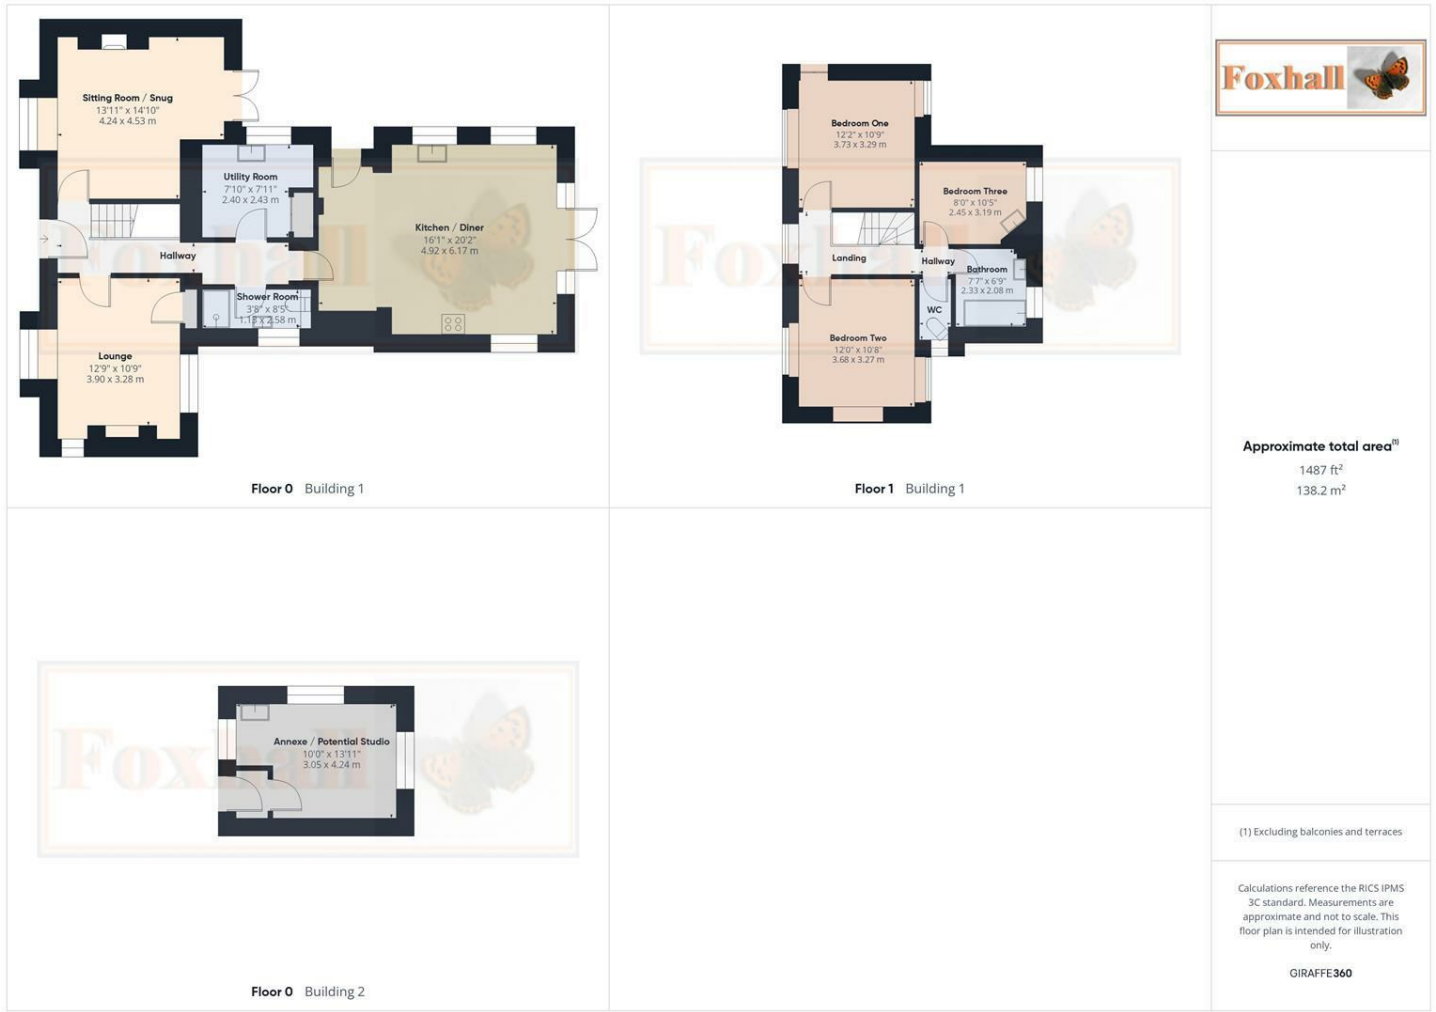 Sitting Room / Snug
13'11" x 14'10"
4.24 x 4.53 m
Utility Room
7'10" x 7'11"
2.40 x 2.43 m
Kitchen / Diner
16'1" x 20'2"
4.92 x 6.17 m
Hallway
Shower Room
3'8" x 8'5"
1.13 x 2.58 m
Lounge
12'9" x 10'9"
3.90 x 3.28 m
Foxhall
Floor 0 Building 1
Bedroom One
12'2" x 10'9"
3.73 x 3.29 m
Bedroom Three
8'0" x 10'5"
2.45 x 3.19 m
Landing
Hallway
Bathroom
7'7" x 6'9"
2.33 x 2.08 m
WC
Bedroom Two
12'0" x 10'8"
3.68 x 3.27 m
Foxhall
Floor 1 Building 1
Annexe / Potential Studio
10'0" x 13'11"
3.05 x 4.24 m
Foxhall
Floor 0 Building 2
Foxhall
Approximate total area(1)
1487 ft²
138.2 m²
(1) Excluding balconies and terraces
Calculations reference the RICS IPMS
3C standard. Measurements are
approximate and not to scale. This
floor plan is intended for illustration
only.
GIRAFFE360